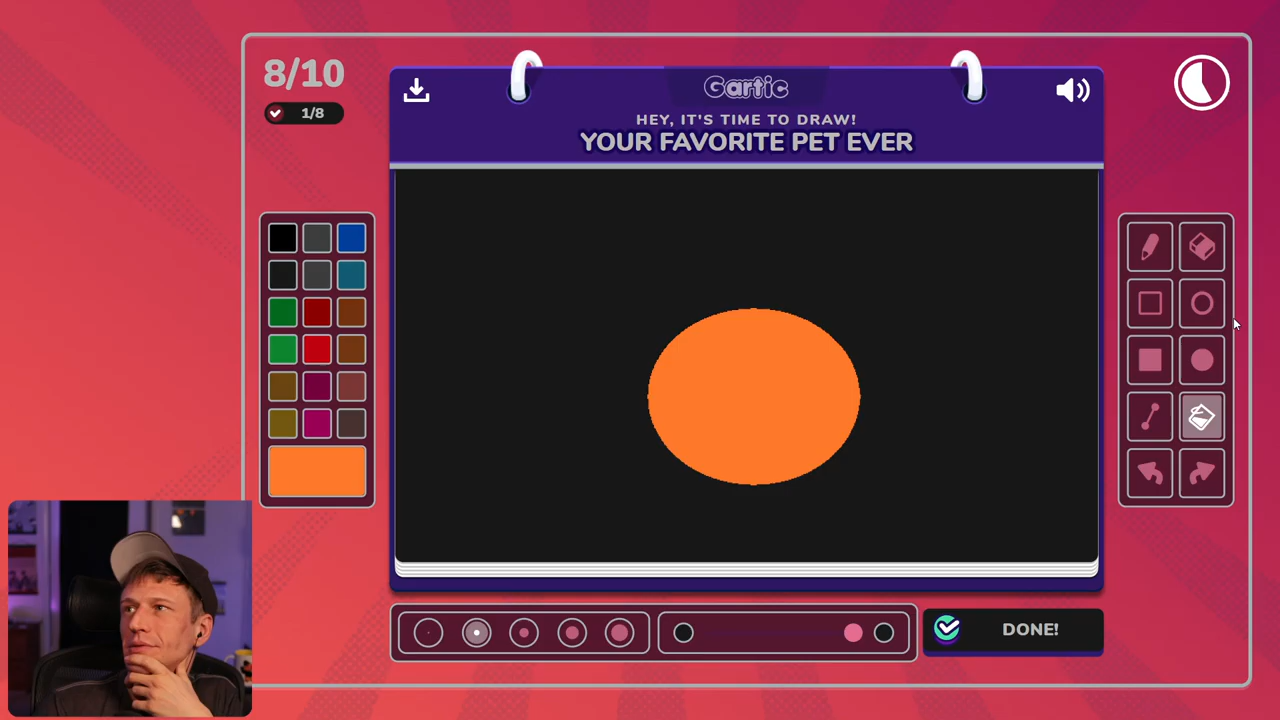 8/10
1/8
Gartic
HEY, IT'S TIME TO DRAW!
YOUR FAVORITE PET EVER
DONE!